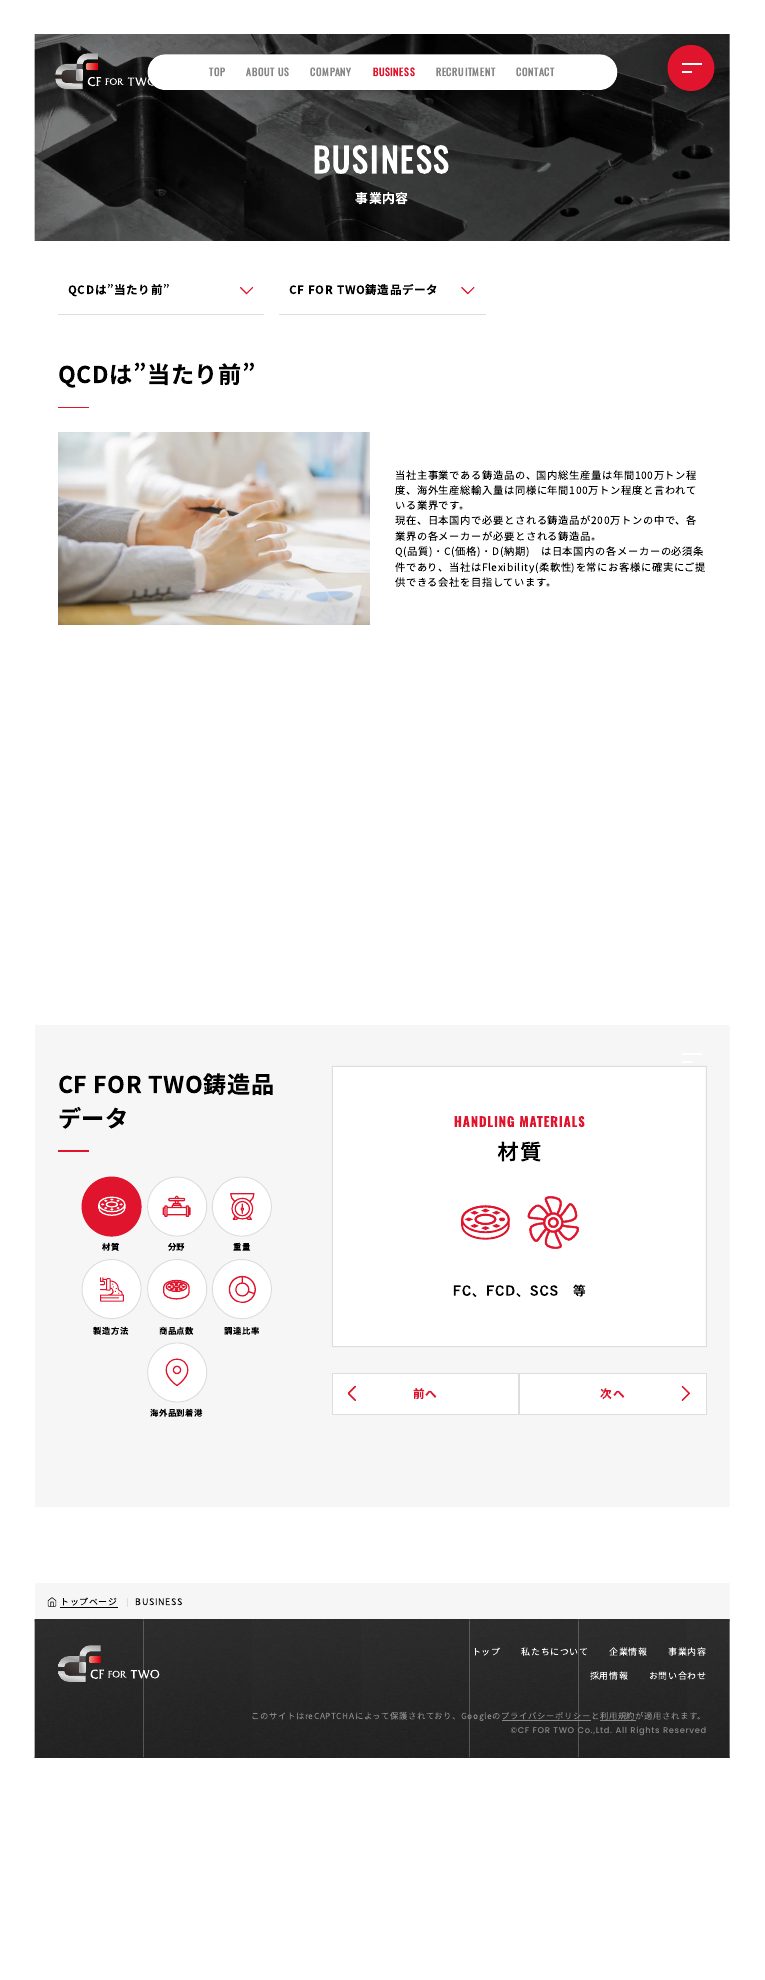 CF FOR TWO
TOP ABOUT US COMPANY BUSINESS RECRUITMENT CONTACT
BUSINESS
事業内容
QCDは”当たり前” CF FOR TWO鋳造品データ
QCDは”当たり前”
当社主事業である鋳造品の、国内総生産量は年間100万トン程
度、海外生産総輸入量は同様に年間100万トン程度と言われて
いる業界です。
現在、日本国内で必要とされる鋳造品が200万トンの中で、各
業界の各メーカーが必要とされる鋳造品。
Q(品質)・C(価格)・D(納期)　は日本国内の各メーカーの必須条
件であり、当社はFlexibility(柔軟性)を常にお客様に確実にご提
供できる会社を目指しています。
CF FOR TWO鋳造品
データ
材質 分野 重量
製造方法 商品点数 調達比率
海外品到着港
HANDLING MATERIALS
材質
FC、FCD、SCS　等
前へ 次へ
トップページ BUSINESS
CF FOR TWO
トップ 私たちについて 企業情報 事業内容
採用情報 お問い合わせ
このサイトはreCAPTCHAによって保護されており、Googleのプライバシーポリシーと利用規約が適用されます。
©CF FOR TWO Co.,Ltd. All Rights Reserved